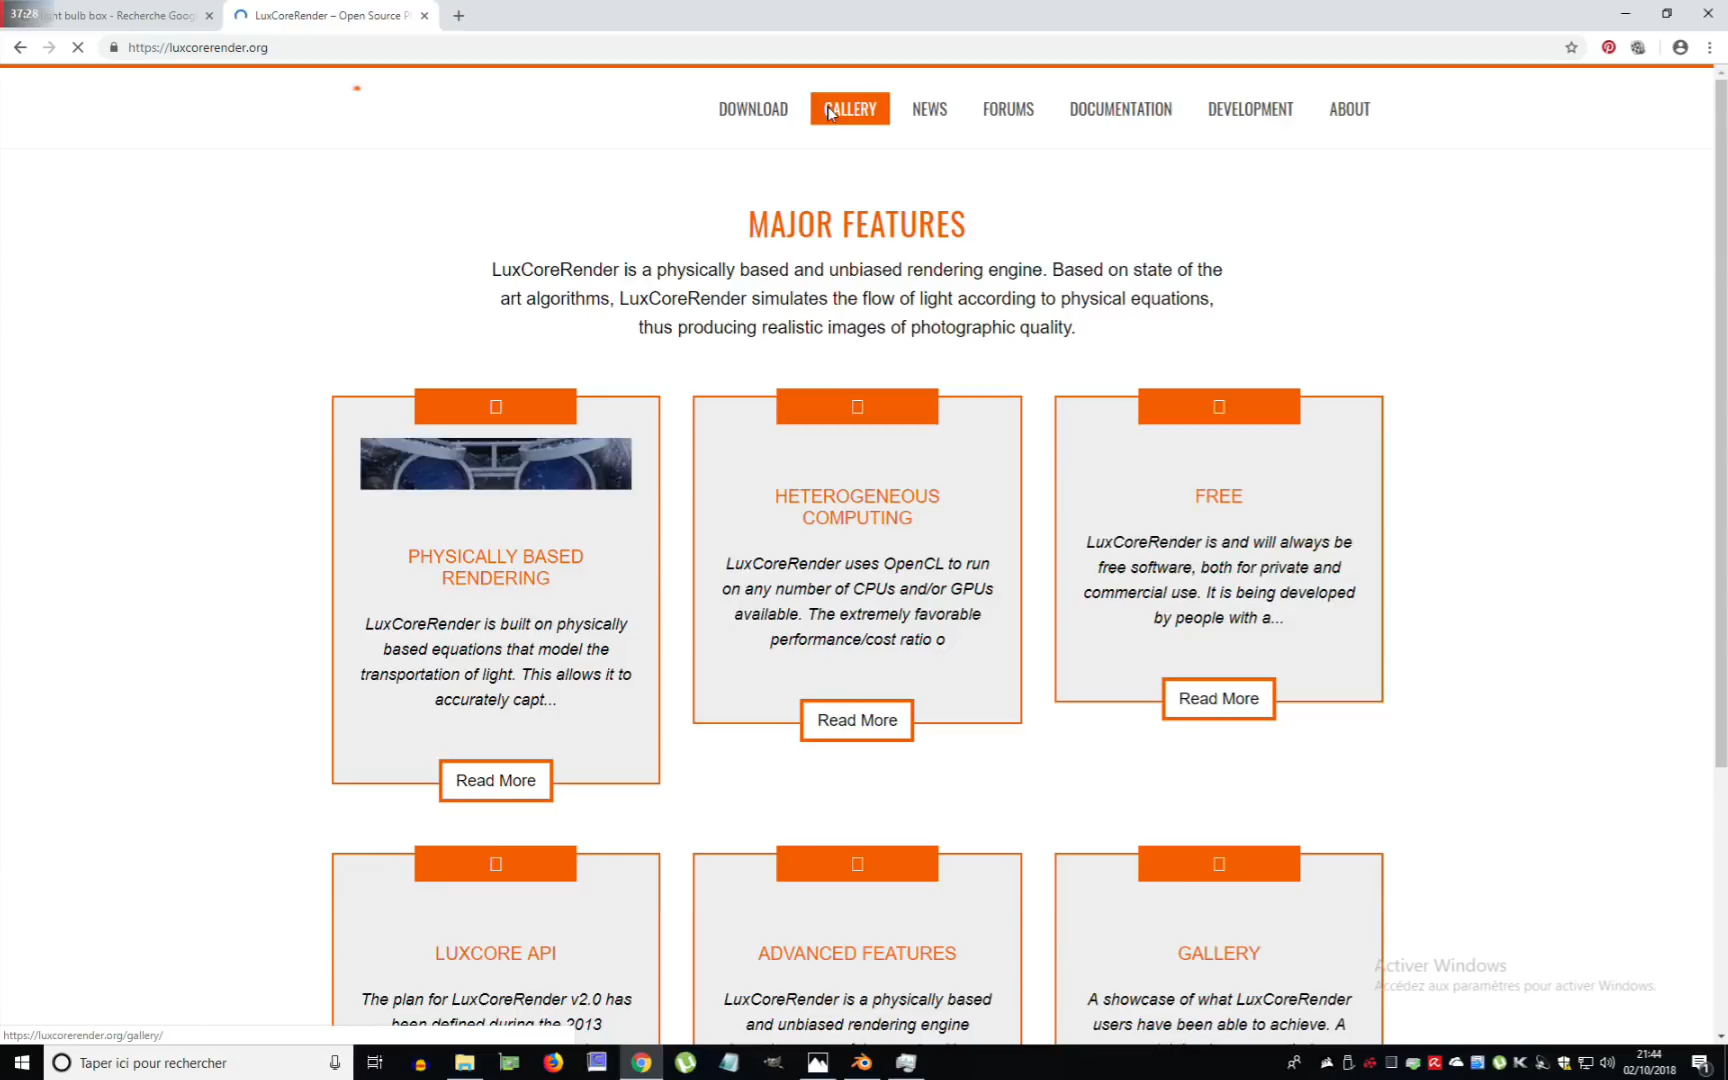 37:28
ht bulb box - Recherche Goog
LuxCoreRender – Open Source P
https://luxcorerender.org
DOWNLOAD
GALLERY
NEWS
FORUMS
DOCUMENTATION
DEVELOPMENT
ABOUT
MAJOR FEATURES
LuxCoreRender is a physically based and unbiased rendering engine. Based on state of the
art algorithms, LuxCoreRender simulates the flow of light according to physical equations,
thus producing realistic images of photographic quality.
PHYSICALLY BASED
RENDERING
LuxCoreRender is built on physically
based equations that model the
transportation of light. This allows it to
accurately capt...
Read More
HETEROGENEOUS
COMPUTING
LuxCoreRender uses OpenCL to run
on any number of CPUs and/or GPUs
available. The extremely favorable
performance/cost ratio o
Read More
FREE
LuxCoreRender is and will always be
free software, both for private and
commercial use. It is being developed
by people with a...
Read More
LUXCORE API
The plan for LuxCoreRender v2.0 has
been defined during the 2013
ADVANCED FEATURES
LuxCoreRender is a physically based
and unbiased rendering engine
GALLERY
A showcase of what LuxCoreRender
users have been able to achieve. A
Activer Windows
Accédez aux paramètres pour activer Windows.
https://luxcorerender.org/gallery/
Taper ici pour rechercher
21:44
02/10/2018